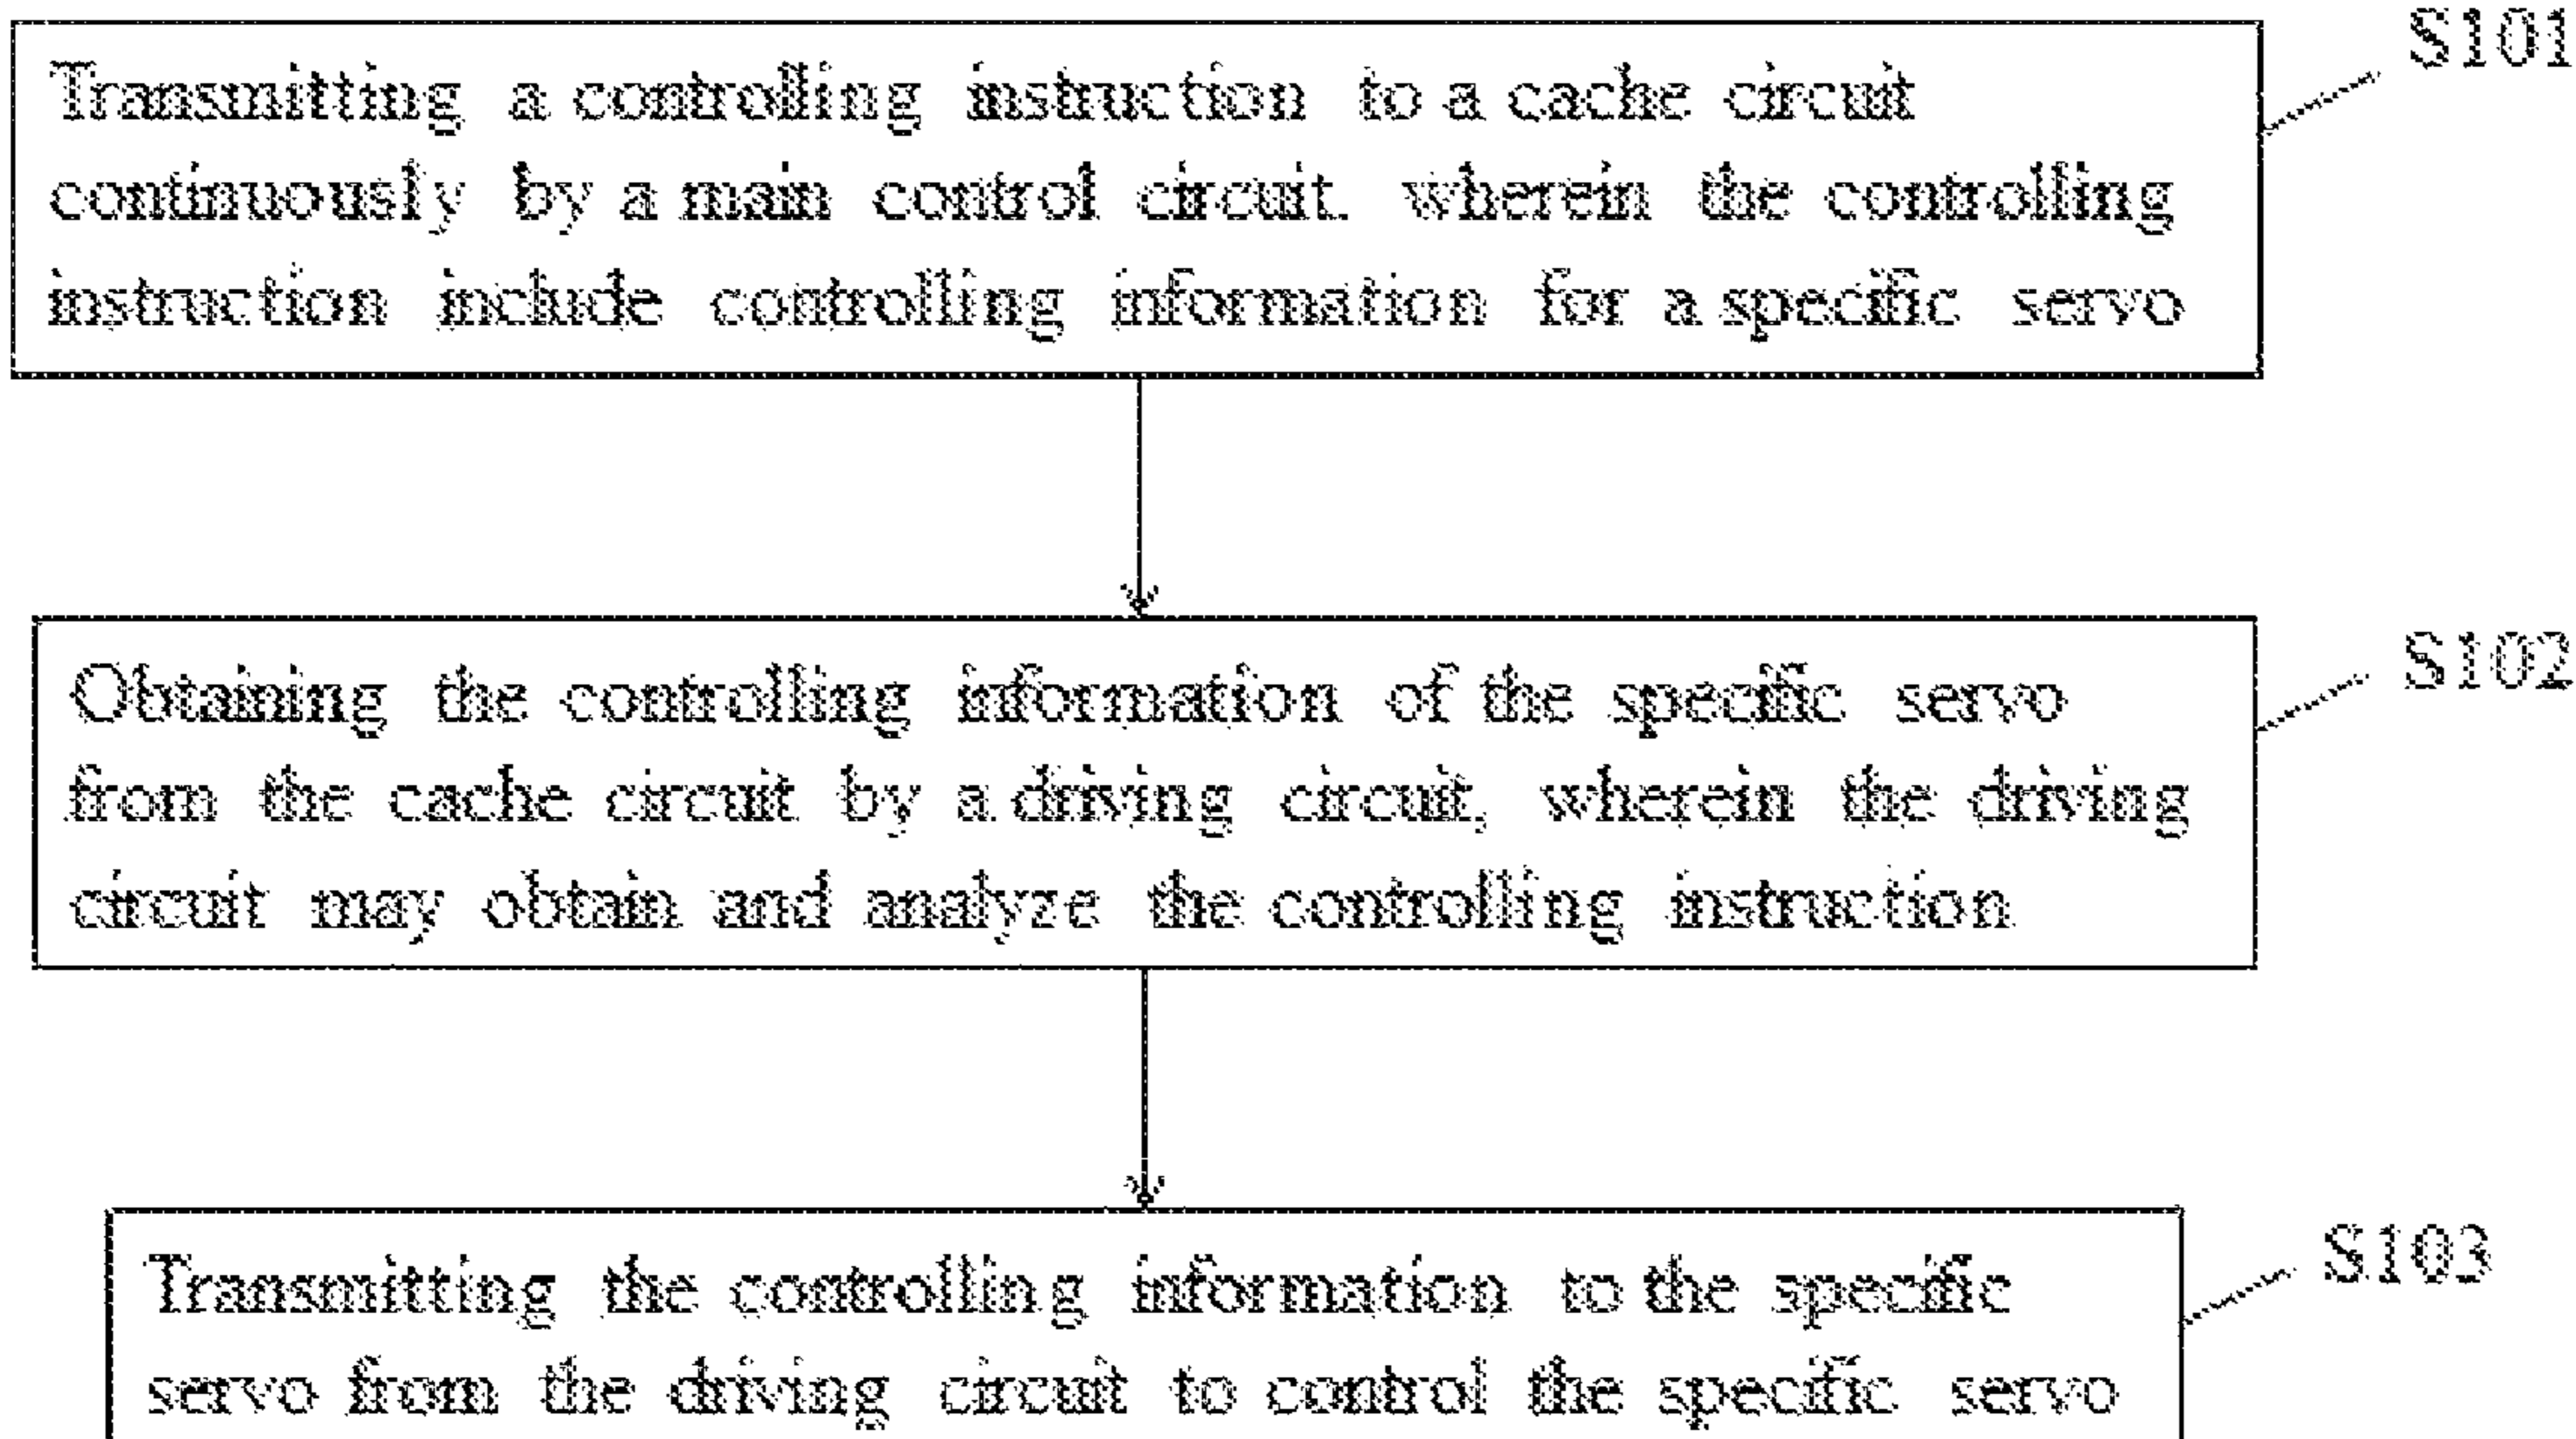 S101
Transmitting a controlling instruction to a cache circuit
continuously by a main control circuit. wherein the controlling
instruction include controlling information for a specific servo
S102
Obtaining the controlling information of the specific servo
from the cache circuit by a driving circuit, wherein the driving
circuit may obtain and analyze the controlling instruction
S103
Transmitting the controlling information to the specific
servo from the driving circuit to control the specific servo